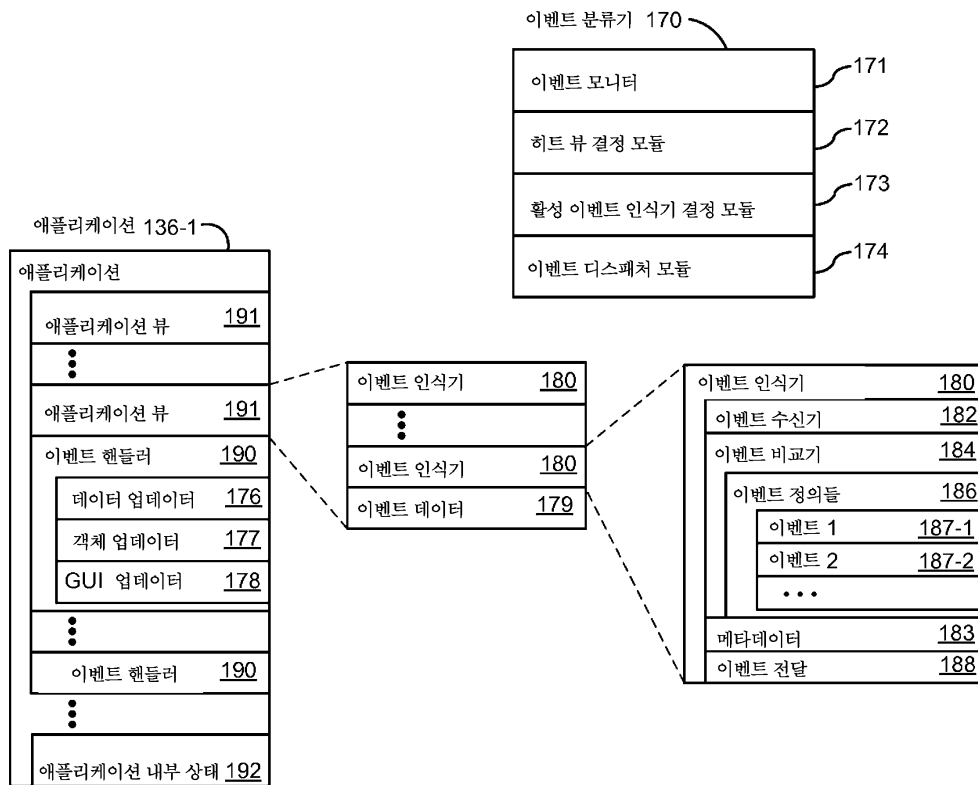 이벤트 분류기 170
이벤트 모니터
171
히트 뷰 결정 모듈
172
활성 이벤트 인식기 결정 모듈
173
이벤트 디스패처 모듈
174
애플리케이션 136-1
애플리케이션
애플리케이션 뷰 191
애플리케이션 뷰 191
이벤트 핸들러 190
데이터 업데이터 176
객체 업데이터 177
GUI 업데이터 178
이벤트 핸들러 190
애플리케이션 내부 상태 192
이벤트 인식기 180
이벤트 인식기 180
이벤트 데이터 179
이벤트 인식기 180
이벤트 수신기 182
이벤트 비교기 184
이벤트 정의들 186
이벤트 1 187-1
이벤트 2 187-2
• • •
메타데이터 183
이벤트 전달 188